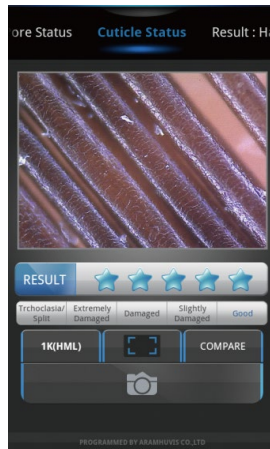 ore Status Cuticle Status Result : Ha
RESULT
Trchoclasia/ Split Extremely Damaged Damaged Slightly Damaged Good
1K(HML) COMPARE
PROGRAMMED BY ARAMHUVIS CO.,LTD